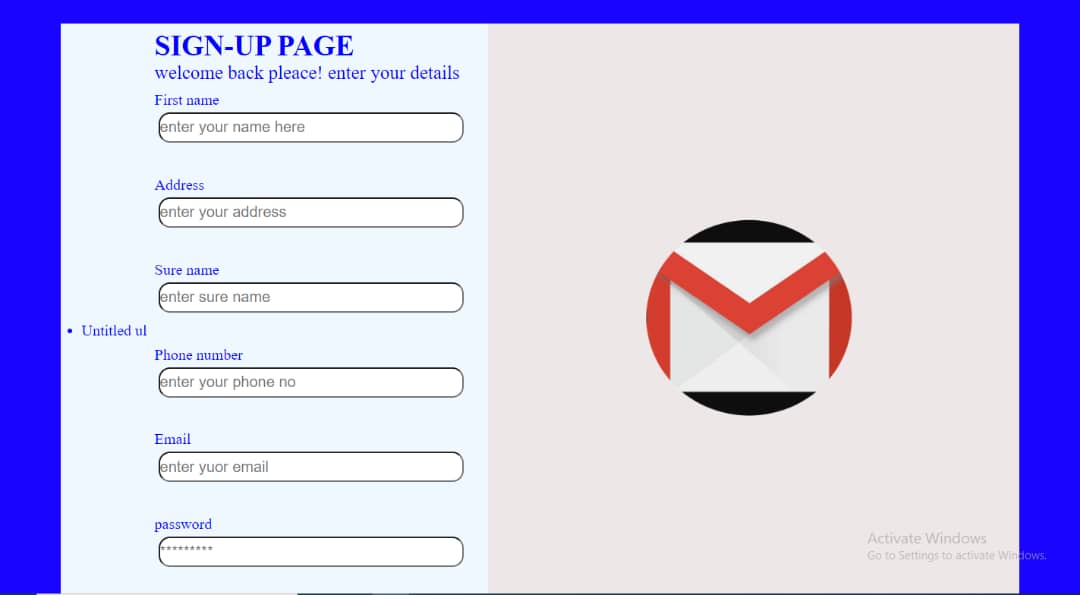 SIGN-UP PAGE
welcome back pleace! enter your details
First name
enter your name here
Address
enter your address
Sure name
enter sure name
• Untitled ul
Phone number
enter your phone no
Email
enter yuor email
password
*********
Activate Windows
Go to Settings to activate Windows.